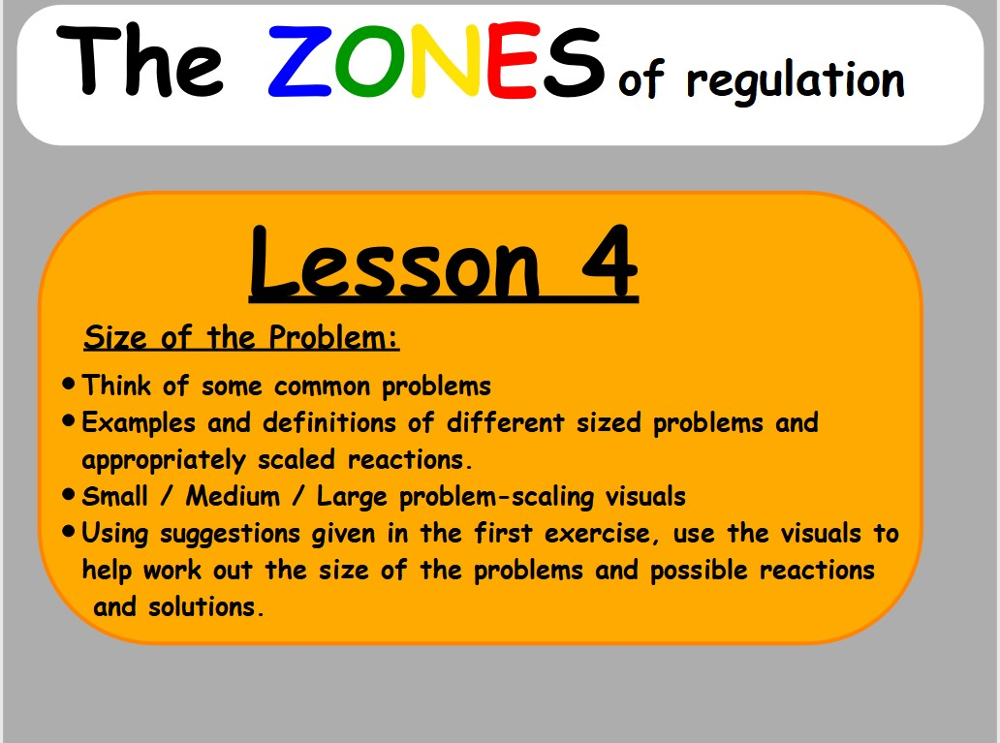 The ZONES of regulation
Lesson 4
Size of the Problem:
• Think of some common problems
• Examples and definitions of different sized problems and
appropriately scaled reactions.
• Small / Medium / Large problem-scaling visuals
• Using suggestions given in the first exercise, use the visuals to
help work out the size of the problems and possible reactions
and solutions.